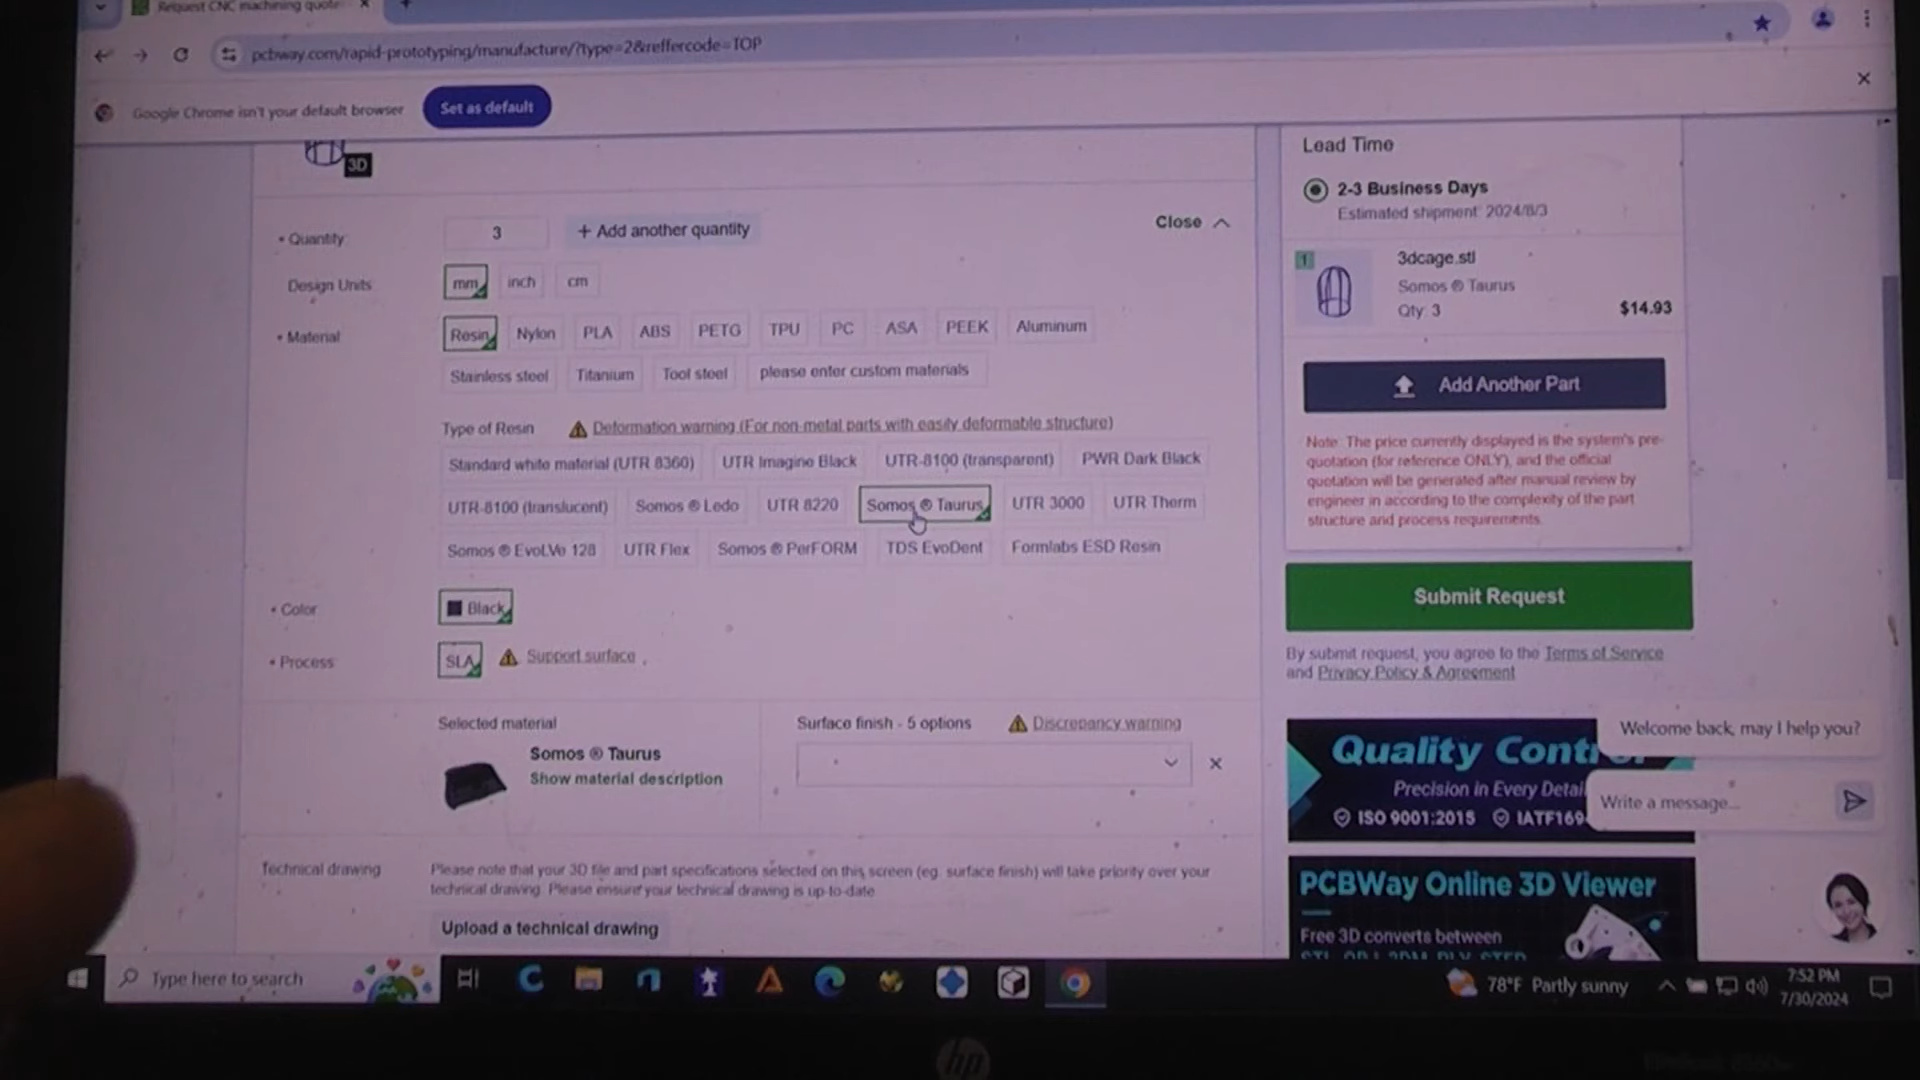 Request CNC machining quote
pcbway.com/rapid-prototyping/manufacture/?type=2&reffercode=TOP
Google Chrome isn't your default browser
Set as default
3D
Quantity
3
+ Add another quantity
Close
Design Units
mm
inch
cm
Material
Resin
Nylon
PLA
ABS
PETG
TPU
PC
ASA
PEEK
Aluminum
Stainless steel
Titanium
Tool steel
please enter custom materials
Type of Resin
Deformation warning (For non-metal parts with easily deformable structure)
Standard white material (UTR 8360)
UTR Imagine Black
UTR-8100 (transparent)
PWR Dark Black
UTR-8100 (translucent)
Somos ® Ledo
UTR 8220
Somos ® Taurus
UTR 3000
UTR Therm
Somos ® EvoLVe 128
UTR Flex
Somos ® PerFORM
TDS EvoDent
Formlabs ESD Resin
Color
Black
Process
SLA
Support surface
Selected material
Somos ® Taurus
Show material description
Surface finish - 5 options
Discrepancy warning
Technical drawing
Please note that your 3D file and part specifications selected on this screen (eg. surface finish) will take priority over your
technical drawing. Please ensure your technical drawing is up-to-date
Upload a technical drawing
Lead Time
2-3 Business Days
Estimated shipment: 2024/8/3
1
3dcage.stl
Somos ® Taurus
Qty: 3
$14.93
Add Another Part
Note: The price currently displayed is the system's pre-
quotation (for reference ONLY), and the official
quotation will be generated after manual review by
engineer in according to the complexity of the part
structure and process requirements.
Submit Request
By submit request, you agree to the Terms of Service
and Privacy Policy & Agreement
Quality Cont
Precision in Every Detai
ISO 9001:2015
IATF169
Welcome back, may I help you?
Write a message...
PCBWay Online 3D Viewer
Free 3D converts between
Type here to search
78°F Partly sunny
7:52 PM
7/30/2024
hp